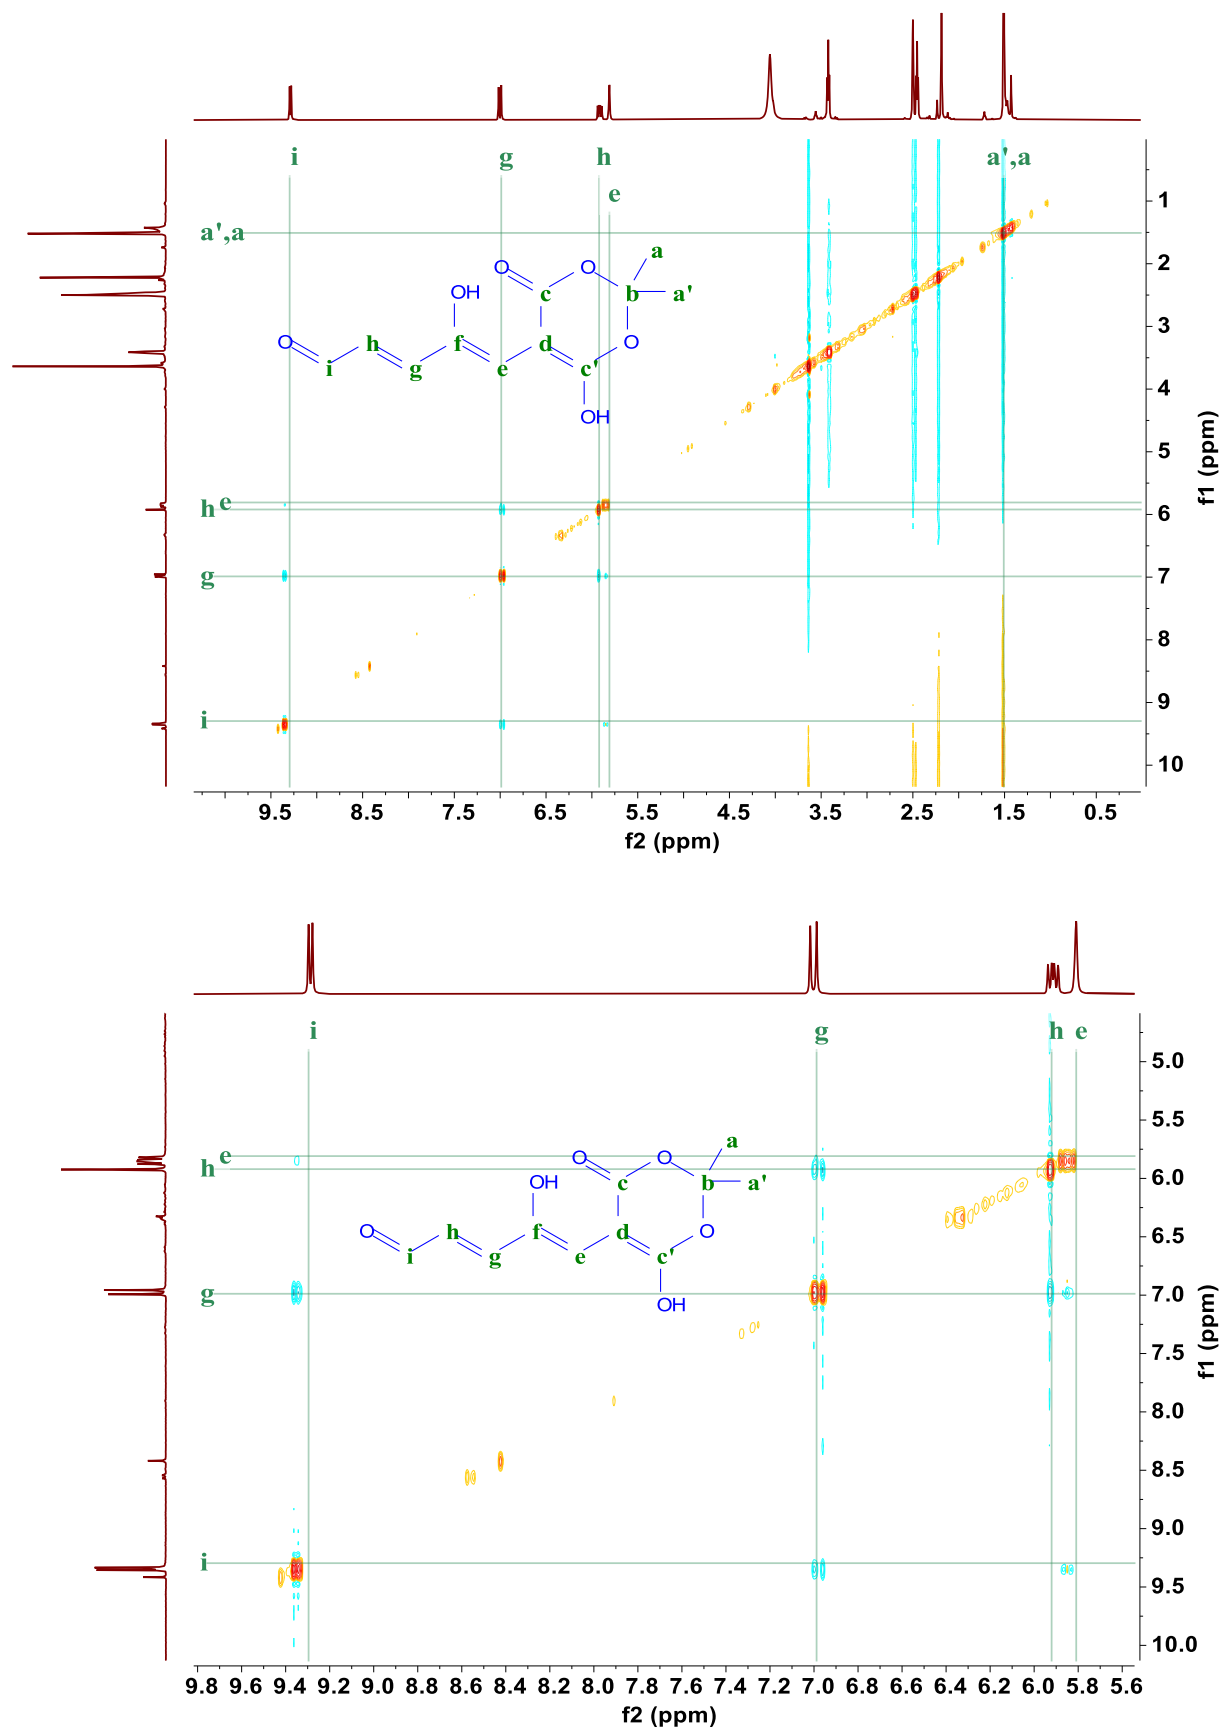 i g h a',a
e
a',a
a
O O
OH c b a'
O h f d O
i g e c'
OH
h e
g
i
1
2
3
4
5
6
7
8
9
10
f1 (ppm)
9.5 8.5 7.5 6.5 5.5 4.5 3.5 2.5 1.5 0.5
f2 (ppm)
i g h e
h e
a
O O
OH c b a'
O h f d O
i g e c'
OH
g
i
5.0
5.5
6.0
6.5
7.0
7.5
8.0
8.5
9.0
9.5
10.0
f1 (ppm)
9.8 9.6 9.4 9.2 9.0 8.8 8.6 8.4 8.2 8.0 7.8 7.6 7.4 7.2 7.0 6.8 6.6 6.4 6.2 6.0 5.8 5.6
f2 (ppm)